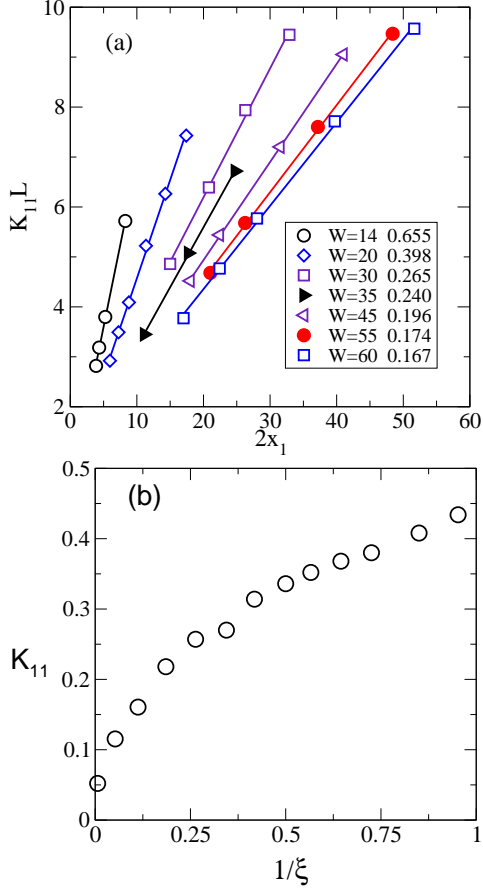 10
(a)
8
K₁₁L
6
W=14 0.655
W=20 0.398
W=30 0.265
W=35 0.240
W=45 0.196
W=55 0.174
W=60 0.167
4
2
0 10 20 30 40 50 60
2x₁
0.5
(b)
0.4
0.3
K₁₁
0.2
0.1
0
0 0.25 0.5 0.75 1
1/ξ